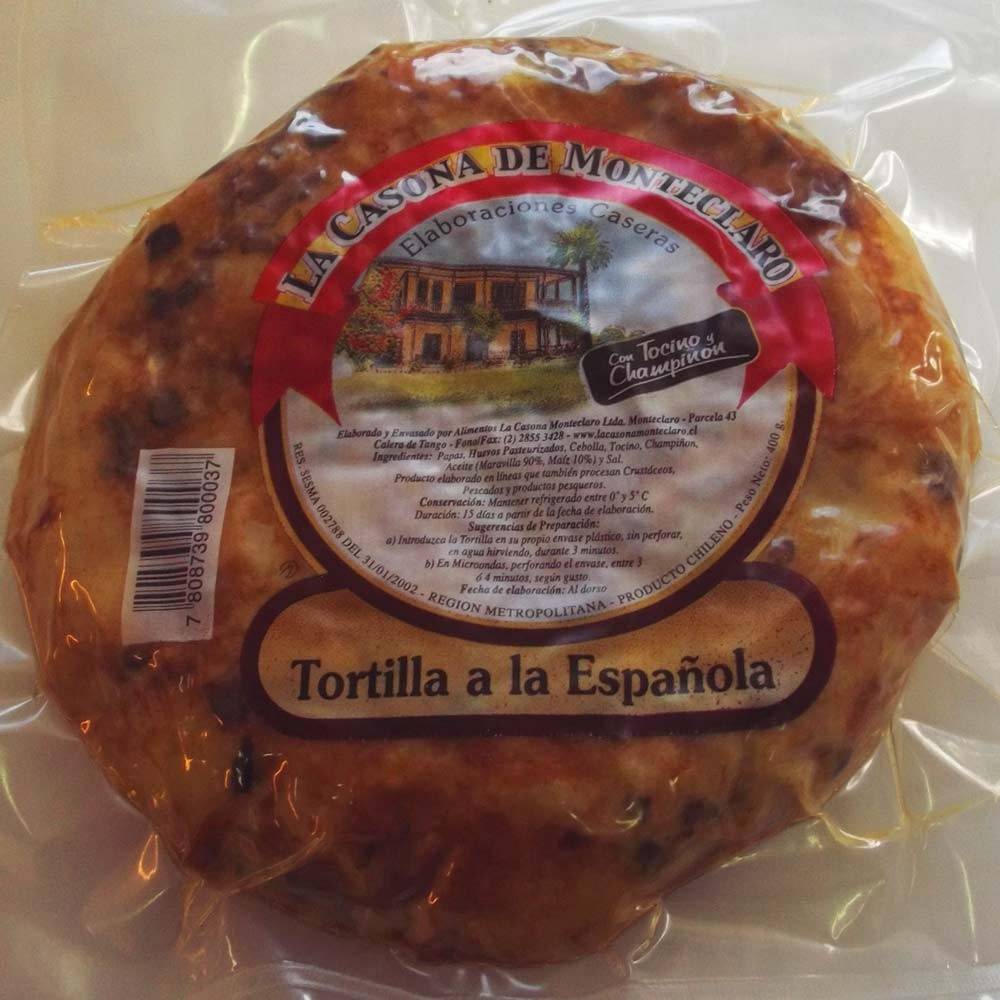 LA CASONA DE MONTECLARO
Elaboraciones Caseras
Con Tocino y
Champiñon
Elaborado y Envasado por Alimentos La Casona Monteclaro Ltda. Monteclaro - Parcela 43
Calera de Tango - Fono/Fax: (2) 2855 3428 - www.lacasonamonteclaro.cl
Ingredientes: Papas, Huevos Pasteurizados, Cebolla, Tocino, Champiñon,
Aceite (Maravilla 90%, Maíz 10%) y Sal.
Producto elaborado en líneas que también procesan Crustáceos,
Pescados y productos pesqueros.
Conservación: Mantener refrigerado entre 0° y 5° C
Duración: 15 días a partir de la fecha de elaboración.
Sugerencias de Preparación:
a) Introduzca la Tortilla en su propio envase plástico, sin perforar,
en agua hirviendo, durante 3 minutos.
b) En Microondas, perforando el envase, entre 3
ó 4 minutos, según gusto.
Fecha de elaboración: Al dorso
RES. SESMA 002788 DEL 31/01/2002 - REGION METROPOLITANA - PRODUCTO CHILENO - Peso Neto: 400 g.
7 808739 800037
Tortilla a la Española